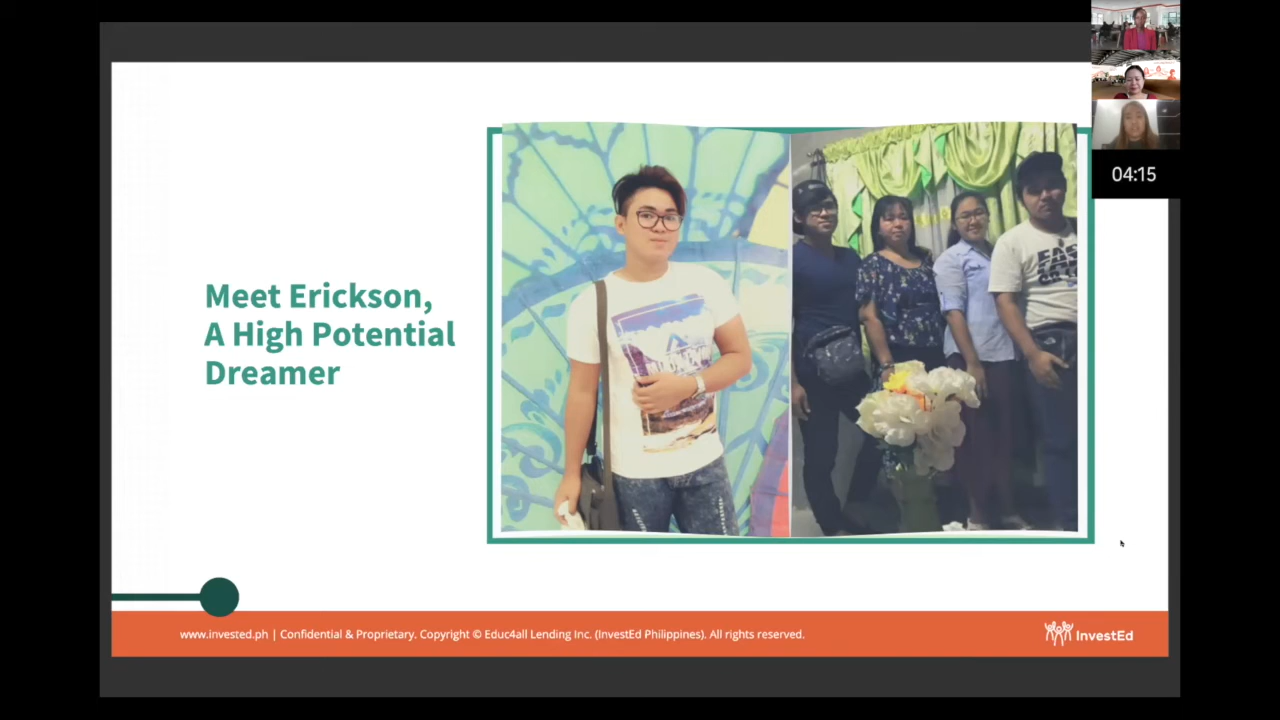 04:15
Meet Erickson,
A High Potential
Dreamer
www.invested.ph | Confidential & Proprietary. Copyright © Educ4all Lending Inc. (InvestEd Philippines). All rights reserved.
InvestEd